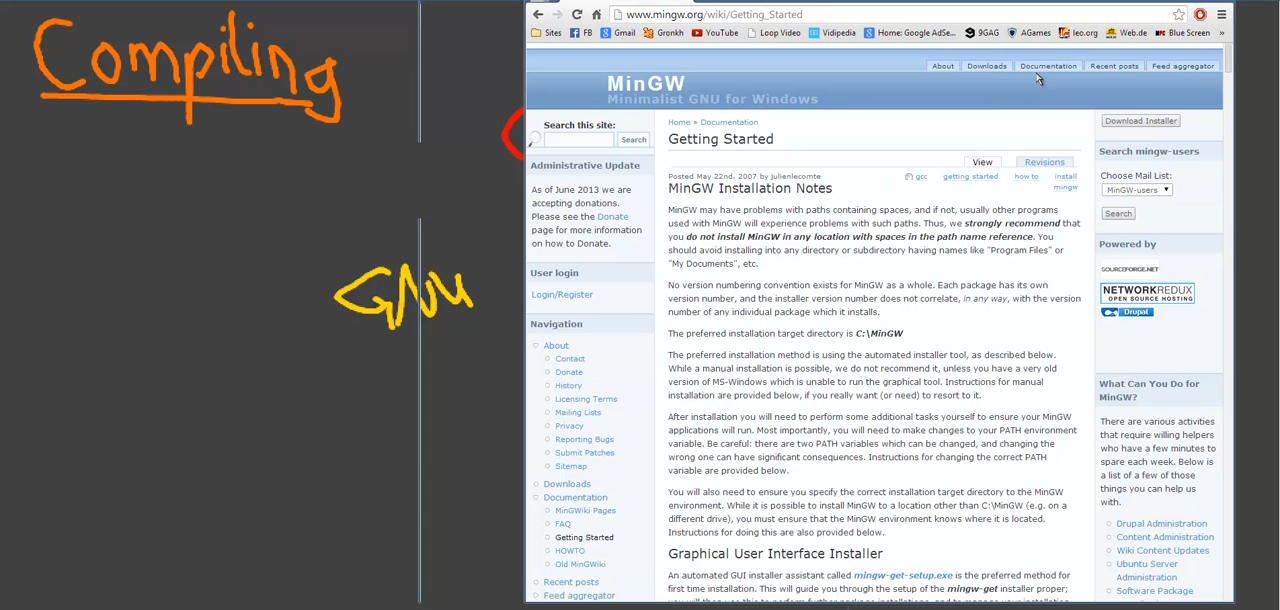 Compiling
GNU
www.mingw.org/wiki/Getting_Started
Sites FB Gmail Gronkh YouTube Loop Video Vidipedia Home: Google AdSe... 9GAG AGames leo.org Web.de Blue Screen »
About Downloads Documentation Recent posts Feed aggregator
MinGW
Minimalist GNU for Windows
Search this site:
Search
Administrative Update
As of June 2013 we are
accepting donations.
Please see the Donate
page for more information
on how to Donate.
User login
Login/Register
Navigation
About
Contact
Donate
History
Licensing Terms
Mailing Lists
Privacy
Reporting Bugs
Submit Patches
Sitemap
Downloads
Documentation
MinGWiki Pages
FAQ
Getting Started
HOWTO
Old MinGWiki
Recent posts
Feed aggregator
Home » Documentation
Getting Started
View Revisions
Posted May 22nd, 2007 by julienlecomte
gcc getting started how to install
mingw
MinGW Installation Notes
MinGW may have problems with paths containing spaces, and if not, usually other programs
used with MinGW will experience problems with such paths. Thus, we strongly recommend that
you do not install MinGW in any location with spaces in the path name reference. You
should avoid installing into any directory or subdirectory having names like "Program Files" or
"My Documents", etc.
No version numbering convention exists for MinGW as a whole. Each package has its own
version number, and the installer version number does not correlate, in any way, with the version
number of any individual package which it installs.
The preferred installation target directory is C:\MinGW
The preferred installation method is using the automated installer tool, as described below.
While a manual installation is possible, we do not recommend it, unless you have a very old
version of MS-Windows which is unable to run the graphical tool. Instructions for manual
installation are provided below, if you really want (or need) to resort to it.
After installation you will need to perform some additional tasks yourself to ensure your MinGW
applications will run. Most importantly, you will need to make changes to your PATH environment
variable. Be careful: there are two PATH variables which can be changed, and changing the
wrong one can have significant consequences. Instructions for changing the correct PATH
variable are provided below.
You will also need to ensure you specify the correct installation target directory to the MinGW
environment. While it is possible to install MinGW to a location other than C:\MinGW (e.g. on a
different drive), you must ensure that the MinGW environment knows where it is located.
Instructions for doing this are also provided below.
Graphical User Interface Installer
An automated GUI installer assistant called mingw-get-setup.exe is the preferred method for
first time installation. This will guide you through the setup of the mingw-get installer proper;
Download Installer
Search mingw-users
Choose Mail List:
MinGW-users
Search
Powered by
SOURCEFORGE.NET
NETWORKREDUX
OPEN SOURCE HOSTING
Drupal
What Can You Do for
MinGW?
There are various activities
that require willing helpers
who have a few minutes to
spare each week. Below is
a list of a few of those
things you can help us
with.
Drupal Administration
Content Administration
Wiki Content Updates
Ubuntu Server
Administration
Software Package